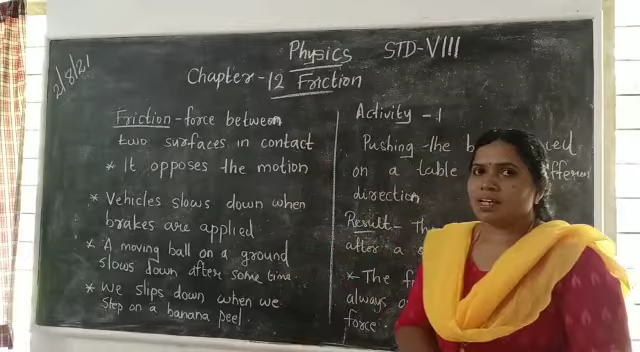 2/8/21
Physics STD-VIII
Chapter-12 Friction
Friction - force between
two surfaces in contact
* It opposes the motion
* Vehicles slows down when
brakes are applied
* A moving ball on a ground
slows down after some time.
* We slips down when we
step on a banana peel.
Activity - 1
Pushing the
on a table
direction
Result -
after a
* The
always
force.